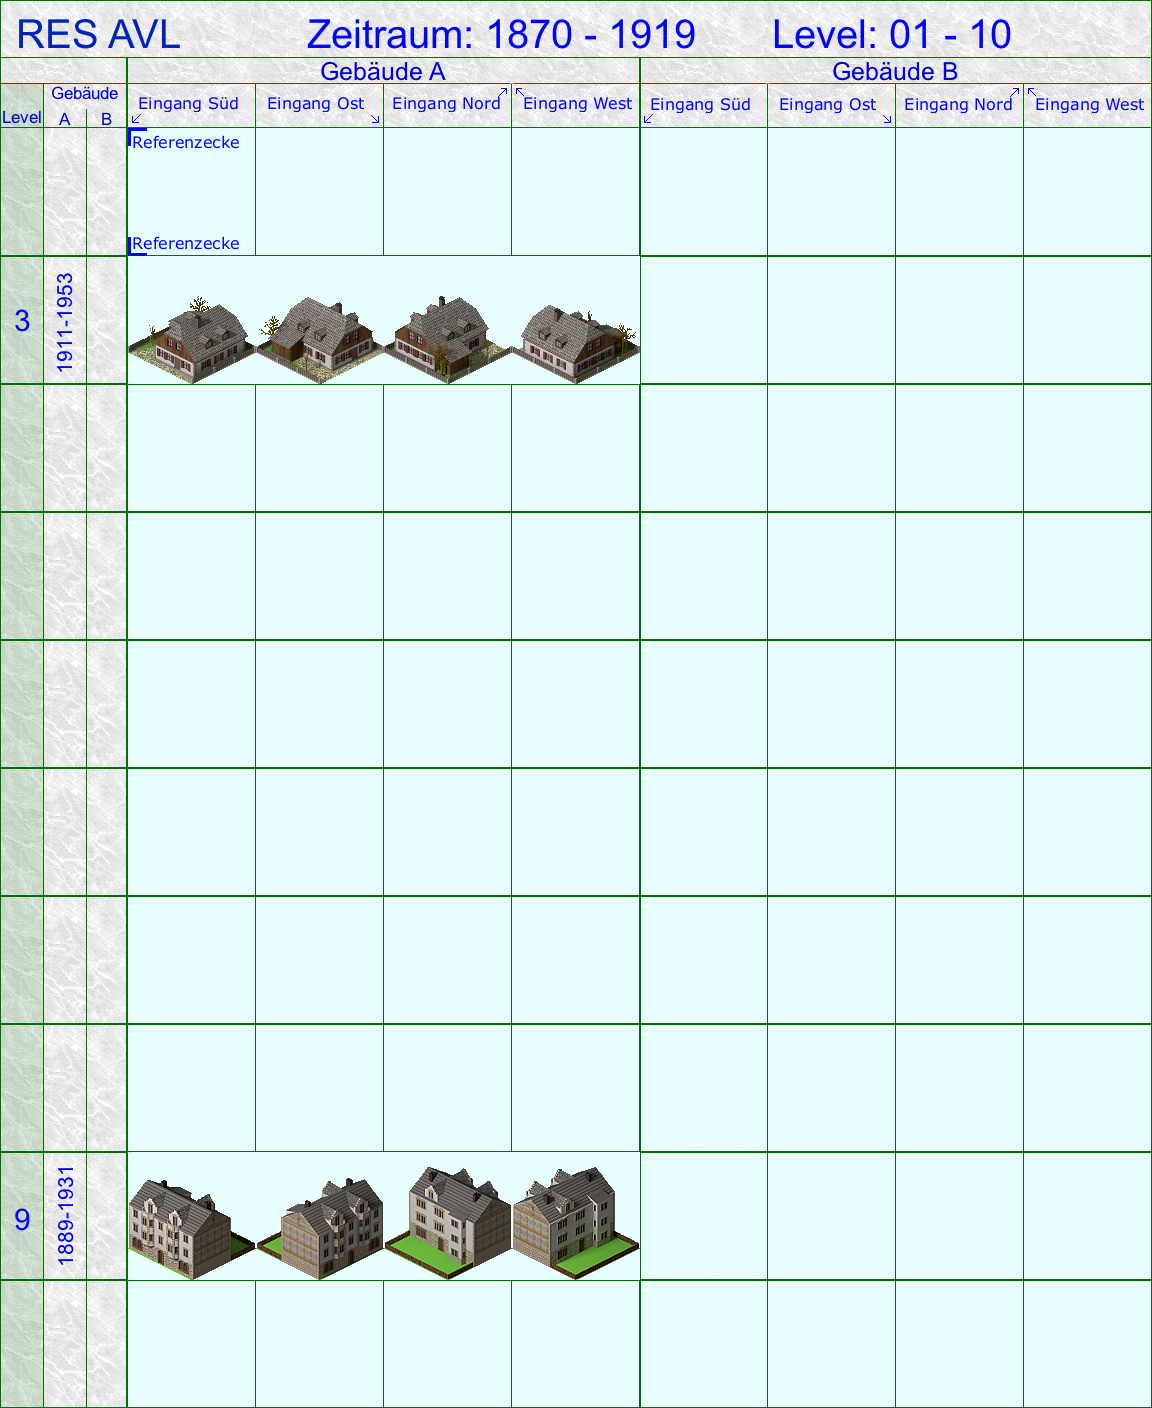 RES AVL Zeitraum: 1870 - 1919 Level: 01 - 10
Gebäude A Gebäude B
Level Gebäude A B Eingang Süd Eingang Ost Eingang Nord Eingang West Eingang Süd Eingang Ost Eingang Nord Eingang West
Referenzecke
Referenzecke
3 1911-1953
9 1889-1931